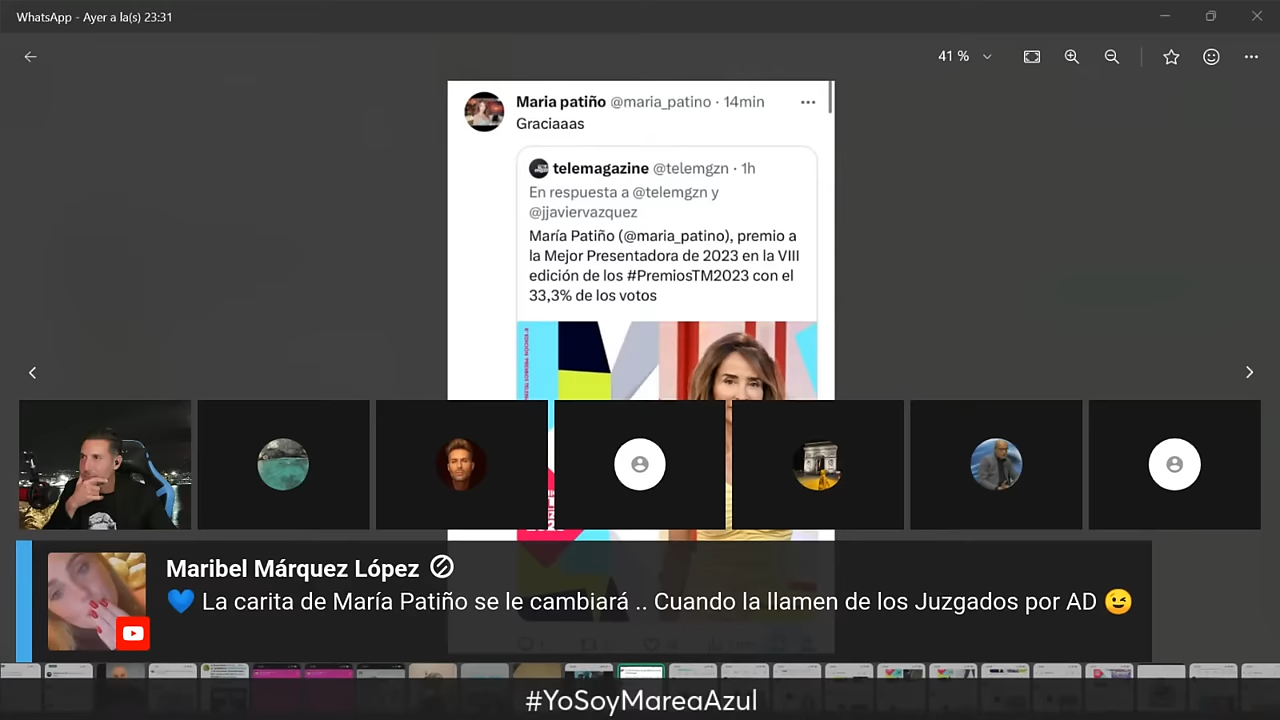 WhatsApp - Ayer a la(s) 23:31
41 %
Maria patiño @maria_patino · 14min
Graciaaas
telemagazine @telemgzn · 1h
En respuesta a @telemgzn y
@jjaviervazquez
María Patiño (@maria_patino), premio a
la Mejor Presentadora de 2023 en la VIII
edición de los #PremiosTM2023 con el
33,3% de los votos
Maribel Márquez López
💙 La carita de María Patiño se le cambiará .. Cuando la llamen de los Juzgados por AD 😉
#YoSoyMareaAzul